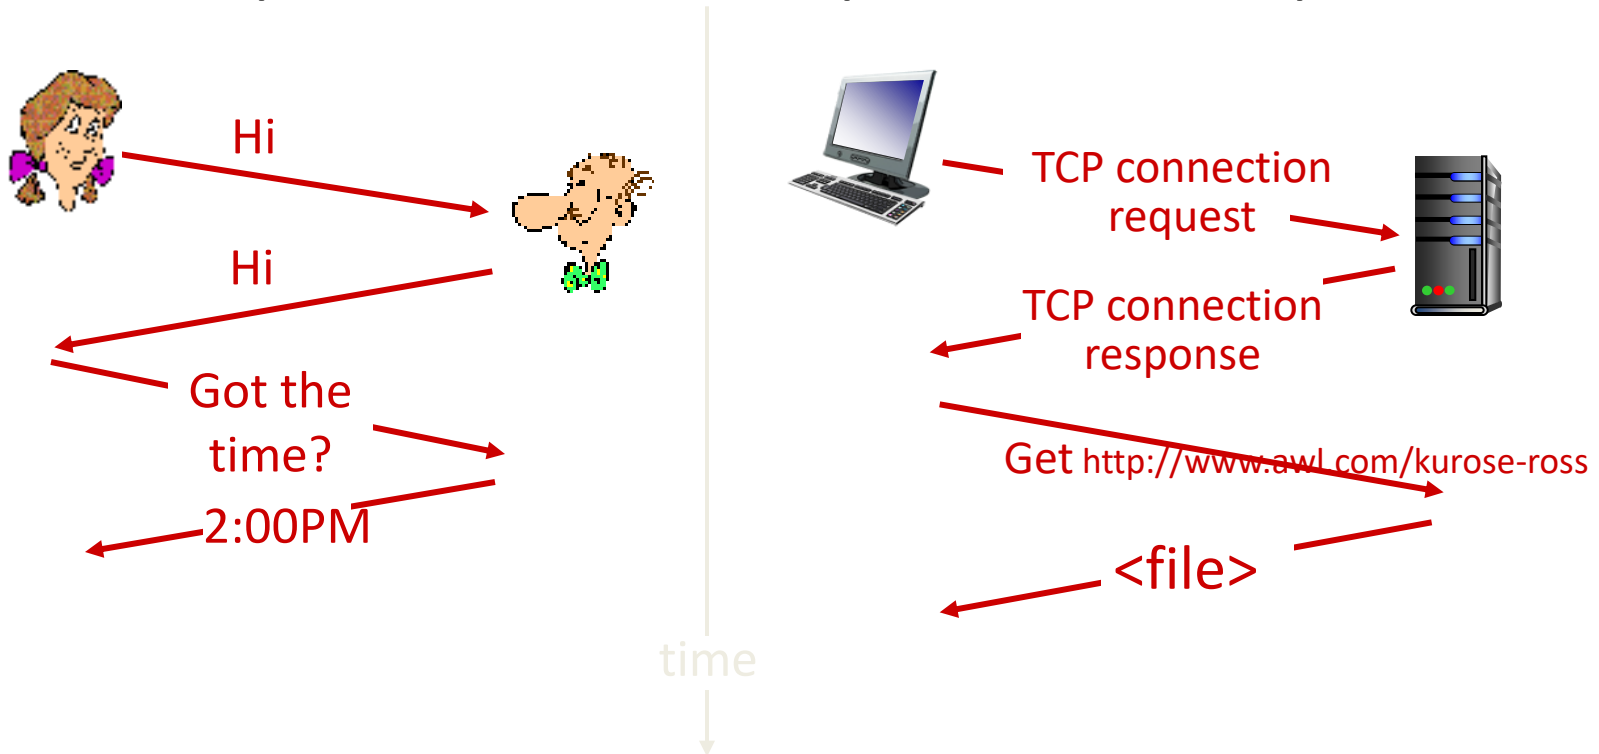 Hi
Hi
Got the
time?
2:00PM
TCP connection
request
TCP connection
response
Get http://www.awl.com/kurose-ross
<file>
time